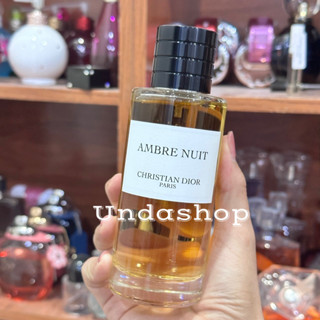 AMBRE NUIT
CHRISTIAN DIOR
PARIS
Undashop